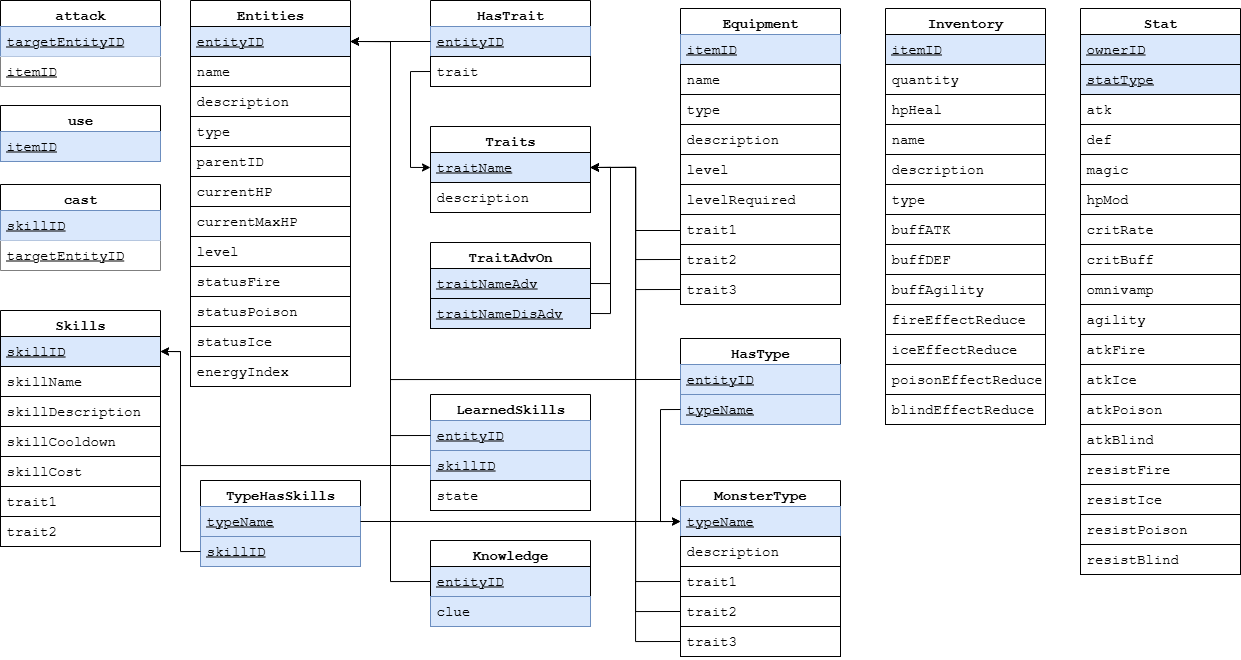 attack
targetEntityID
itemID
use
itemID
cast
skillID
targetEntityID
Skills
skillID
skillName
skillDescription
skillCooldown
skillCost
trait1
trait2
Entities
entityID
name
description
type
parentID
currentHP
currentMaxHP
level
statusFire
statusPoison
statusIce
energyIndex
TypeHasSkills
typeName
skillID
HasTrait
entityID
trait
Traits
traitName
description
TraitAdvOn
traitNameAdv
traitNameDisAdv
LearnedSkills
entityID
skillID
state
Knowledge
entityID
clue
Equipment
itemID
name
type
description
level
levelRequired
trait1
trait2
trait3
HasType
entityID
typeName
MonsterType
typeName
description
trait1
trait2
trait3
Inventory
itemID
quantity
hpHeal
name
description
type
buffATK
buffDEF
buffAgility
fireEffectReduce
iceEffectReduce
poisonEffectReduce
blindEffectReduce
Stat
ownerID
statType
atk
def
magic
hpMod
critRate
critBuff
omnivamp
agility
atkFire
atkIce
atkPoison
atkBlind
resistFire
resistIce
resistPoison
resistBlind